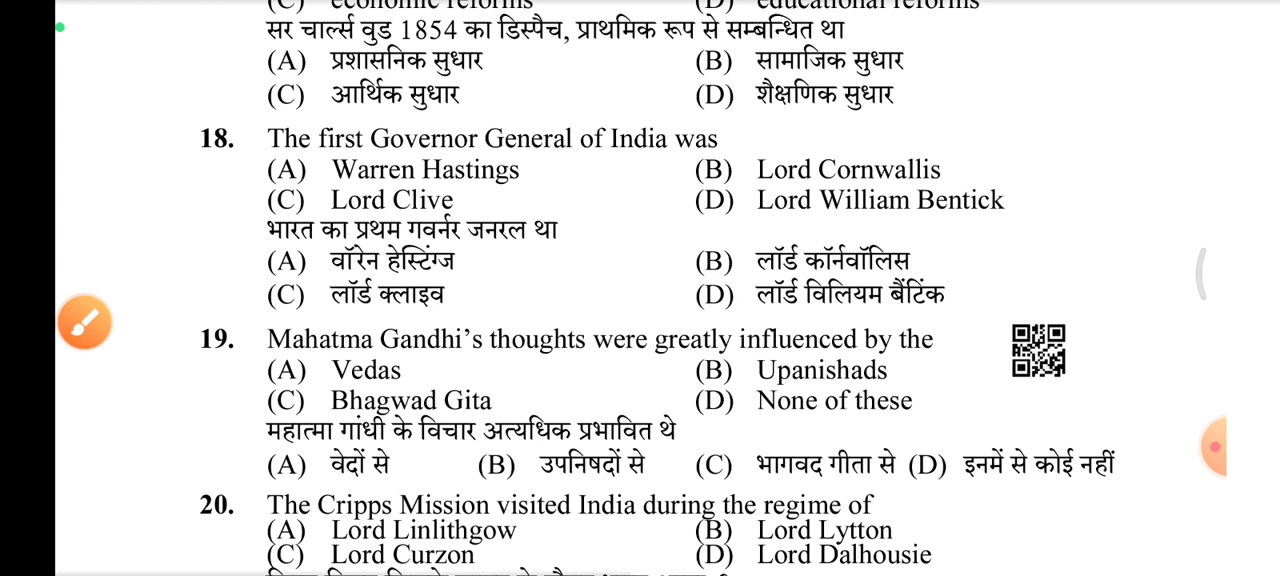 (C) economic reforms (D) educational reforms
सर चार्ल्स वुड 1854 का डिस्पैच, प्राथमिक रूप से सम्बन्धित था
(A) प्रशासनिक सुधार (B) सामाजिक सुधार
(C) आर्थिक सुधार (D) शैक्षणिक सुधार
18. The first Governor General of India was
(A) Warren Hastings (B) Lord Cornwallis
(C) Lord Clive (D) Lord William Bentick
भारत का प्रथम गवर्नर जनरल था
(A) वॉरेन हेस्टिंग्ज (B) लॉर्ड कॉर्नवॉलिस
(C) लॉर्ड क्लाइव (D) लॉर्ड विलियम बैंटिंक
19. Mahatma Gandhi’s thoughts were greatly influenced by the
(A) Vedas (B) Upanishads
(C) Bhagwad Gita (D) None of these
महात्मा गांधी के विचार अत्यधिक प्रभावित थे
(A) वेदों से (B) उपनिषदों से (C) भागवद गीता से (D) इनमें से कोई नहीं
20. The Cripps Mission visited India during the regime of
(A) Lord Linlithgow (B) Lord Lytton
(C) Lord Curzon (D) Lord Dalhousie